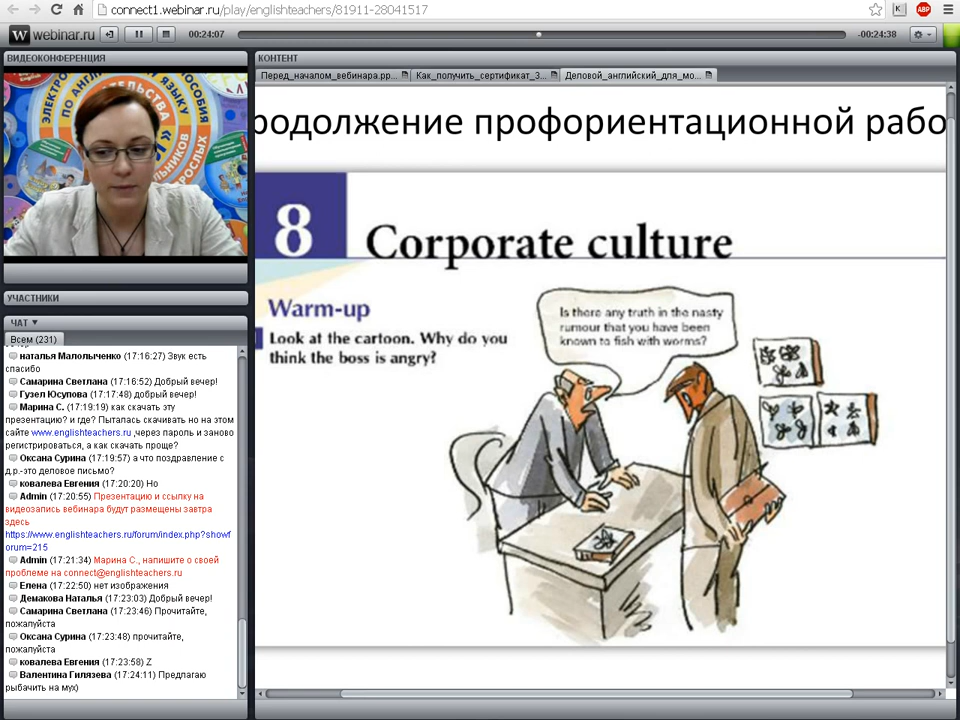 connect1.webinar.ru/play/englishteachers/81911-28041517
W webinar.ru
00:24:07
-00:24:38
ВИДЕОКОНФЕРЕНЦИЯ
ЭЛЕКТРО
ПОСОБИЯ
ПО АНГЛ
ЯЗЫКУ
УЧАСТНИКИ
ЧАТ
Всем (231)
наталья Малолыченко (17:16:27) Звук есть
спасибо
Самарина Светлана (17:16:52) Добрый вечер!
Гузел Юсупова (17:17:48) добрый вечер!
Марина С. (17:19:19) как скачать эту
презентацию? и где? Пыталась скачивать но на этом
сайте www.englishteachers.ru ,через пароль и заново
регистрироваться, а как скачать проще?
Оксана Сурина (17:19:57) а что поздравление с
д.р.-это деловое письмо?
ковалева Евгения (17:20:20) Но
Admin (17:20:55) Презентацию и ссылку на
видеозапись вебинара будут размещены завтра
здесь
https://www.englishteachers.ru/forum/index.php?showf
orum=215
Admin (17:21:34) Марина С., напишите о своей
проблеме на connect@englishteachers.ru
Елена (17:22:50) нет изображения
Демакова Наталья (17:23:03) Добрый вечер!
Самарина Светлана (17:23:46) Прочитайте,
пожалуйста
Оксана Сурина (17:23:48) прочитайте,
пожалуйста
ковалева Евгения (17:23:58) Z
Валентина Гилязева (17:24:11) Предлагаю
рыбачить на мух)
КОНТЕНТ
Перед_началом_вебинара.pp...
Как_получить_сертификат_3...
Деловой_английский_для_мо...
родолжение профориентационной рабо
8
Corporate culture
Warm-up
Look at the cartoon. Why do you
think the boss is angry?
Is there any truth in the nasty
rumour that you have been
known to fish with worms?